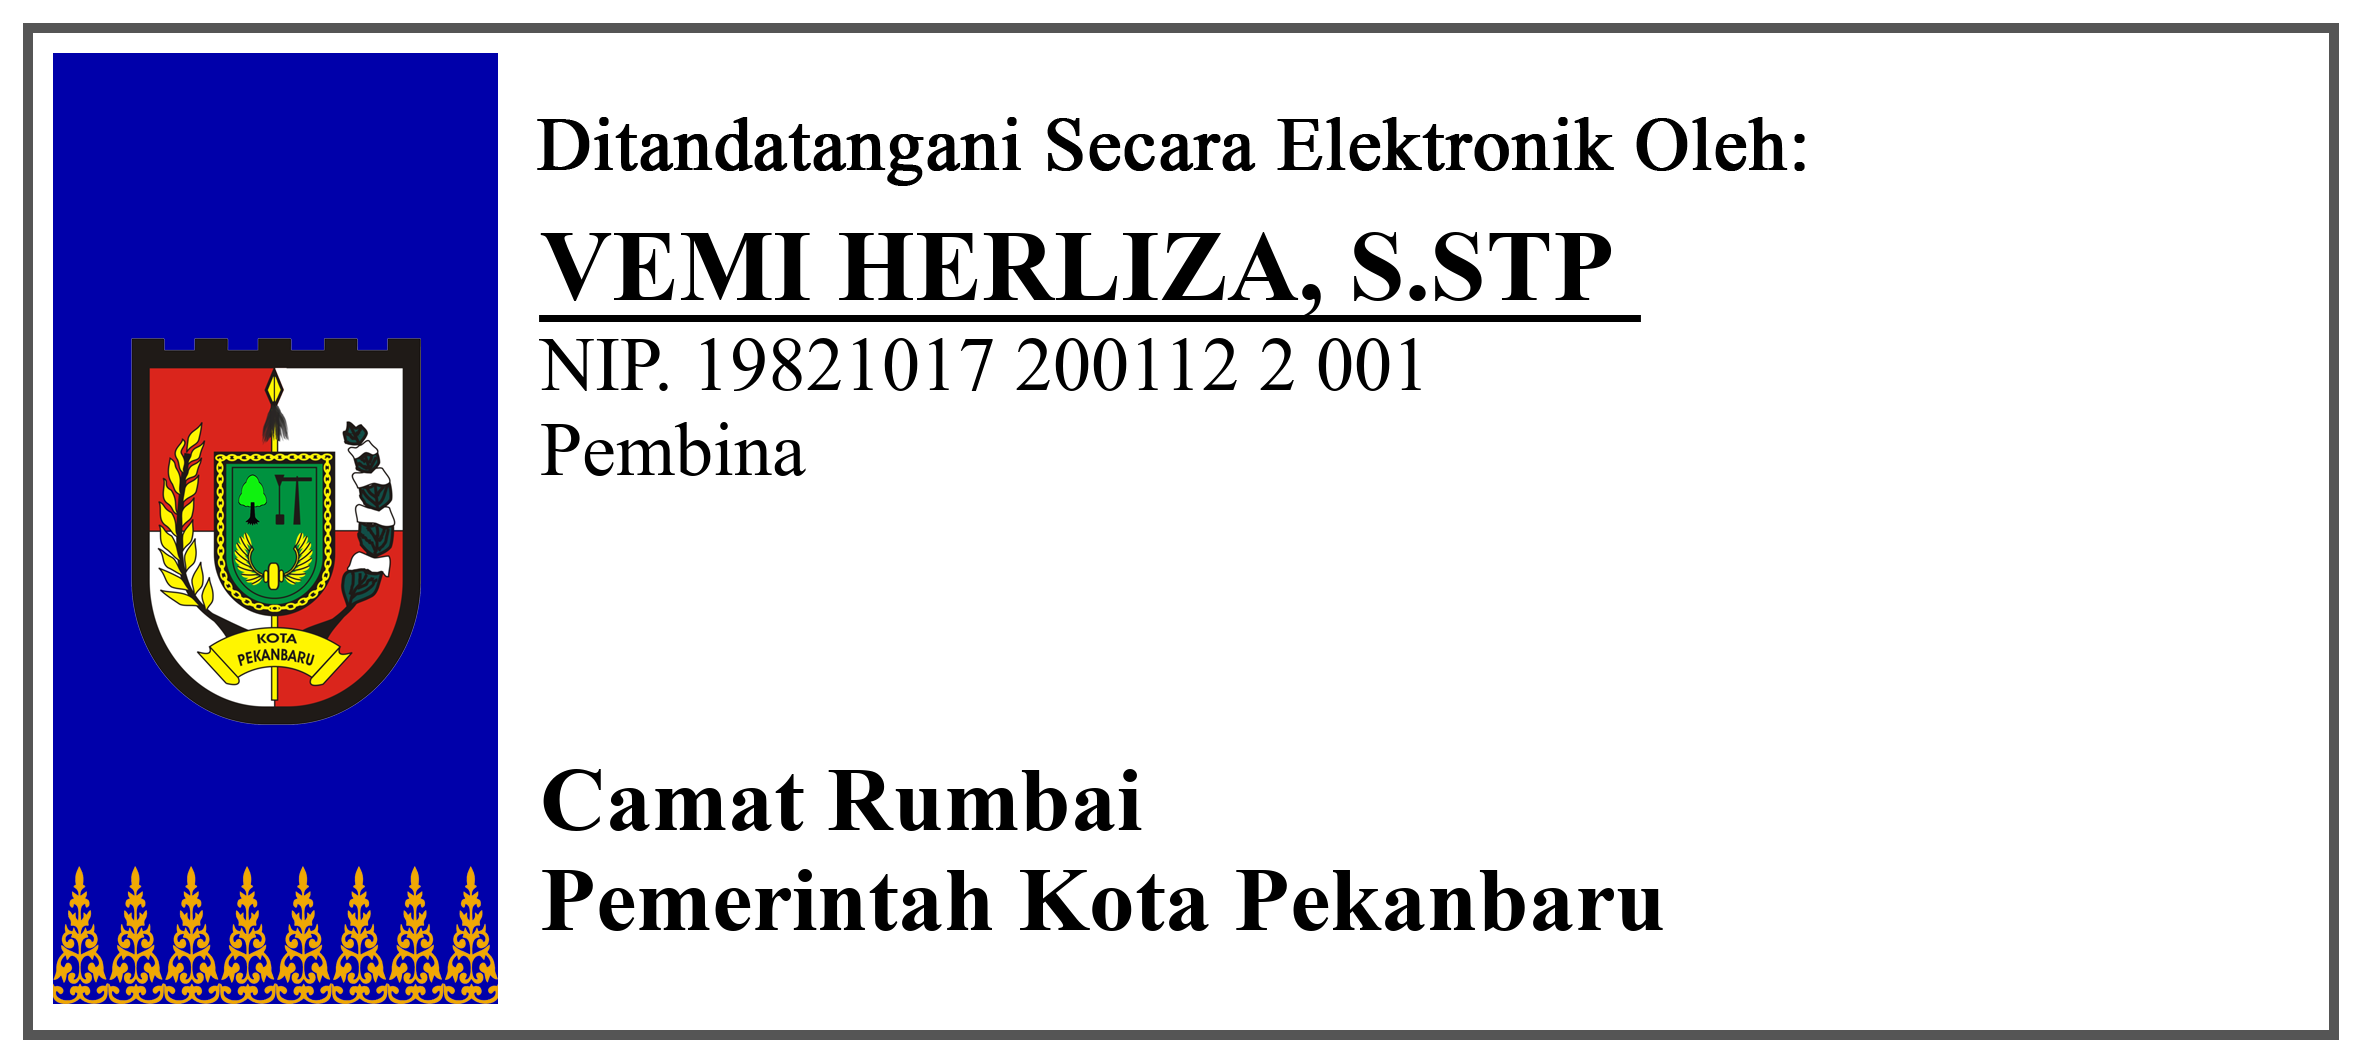 Ditandatangani Secara Elektronik Oleh:
VEMI HERLIZA, S.STP
NIP. 19821017 200112 2 001
Pembina
KOTA
PEKANBARU
Camat Rumbai
Pemerintah Kota Pekanbaru